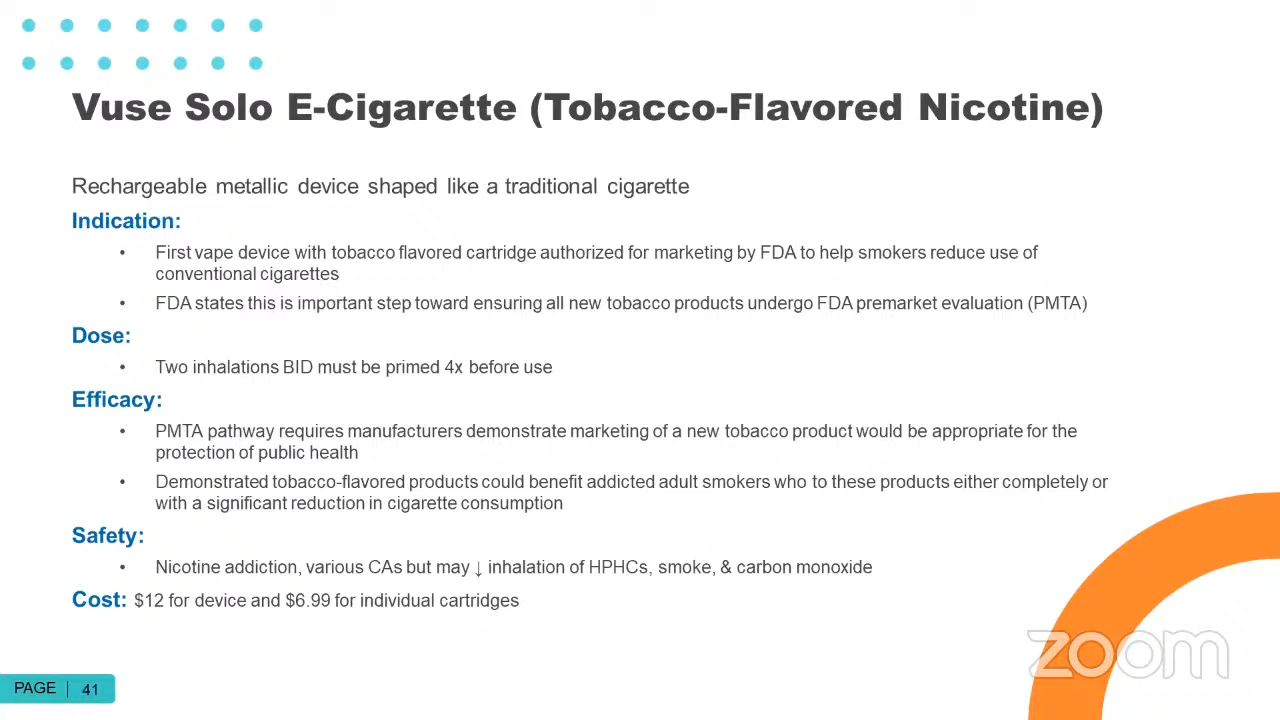 Vuse Solo E-Cigarette (Tobacco-Flavored Nicotine)
Rechargeable metallic device shaped like a traditional cigarette
Indication:
• First vape device with tobacco flavored cartridge authorized for marketing by FDA to help smokers reduce use of
conventional cigarettes
• FDA states this is important step toward ensuring all new tobacco products undergo FDA premarket evaluation (PMTA)
Dose:
• Two inhalations BID must be primed 4x before use
Efficacy:
• PMTA pathway requires manufacturers demonstrate marketing of a new tobacco product would be appropriate for the
protection of public health
• Demonstrated tobacco-flavored products could benefit addicted adult smokers who to these products either completely or
with a significant reduction in cigarette consumption
Safety:
• Nicotine addiction, various CAs but may ↓ inhalation of HPHCs, smoke, & carbon monoxide
Cost: $12 for device and $6.99 for individual cartridges
zoom
PAGE | 41